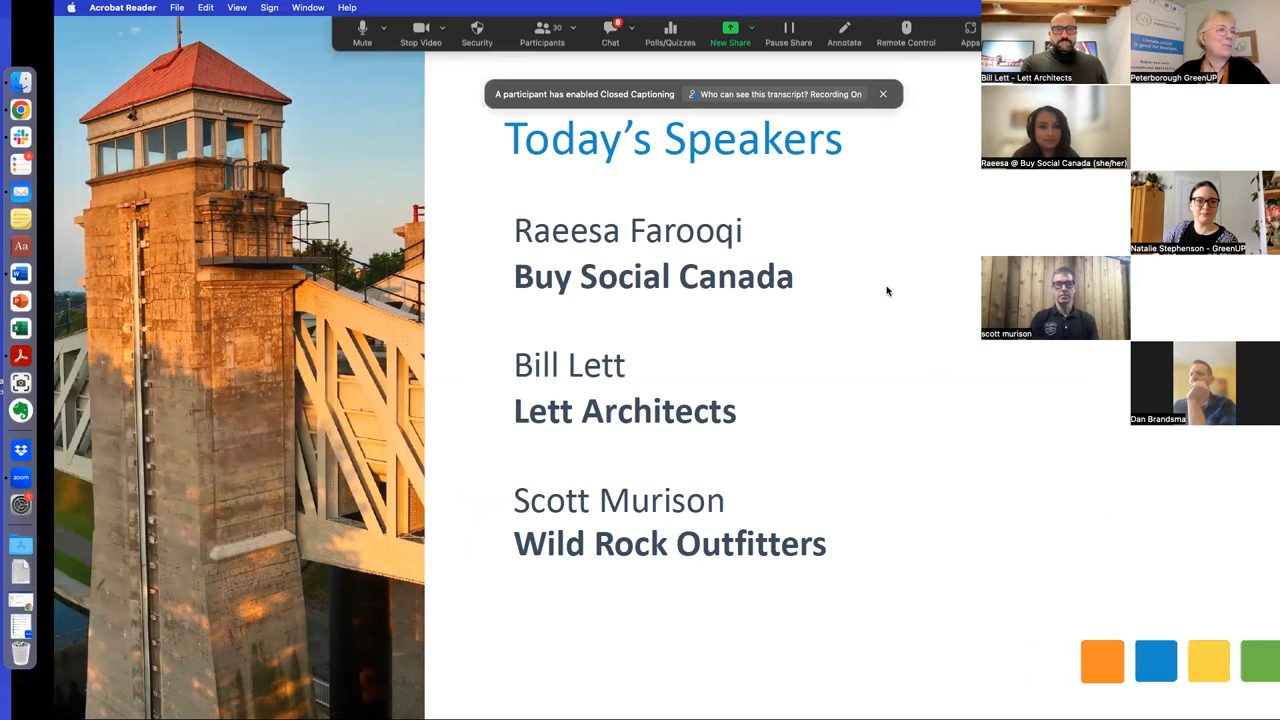 Acrobat Reader File Edit View Sign Window Help
Mute
Stop Video
Security
30
Participants
8
Chat
Polls/Quizzes
New Share
Pause Share
Annotate
Remote Control
Apps
A participant has enabled Closed Captioning
Who can see this transcript? Recording On
Today's Speakers
Raeesa Farooqi
Buy Social Canada
Bill Lett
Lett Architects
Scott Murison
Wild Rock Outfitters
Bill Lett - Lett Architects
Peterborough GreenUP
Raeesa @ Buy Social Canada (she/her)
Natalie Stephenson - GreenUP
scott murison
Dan Brandsma
Aa
zoom